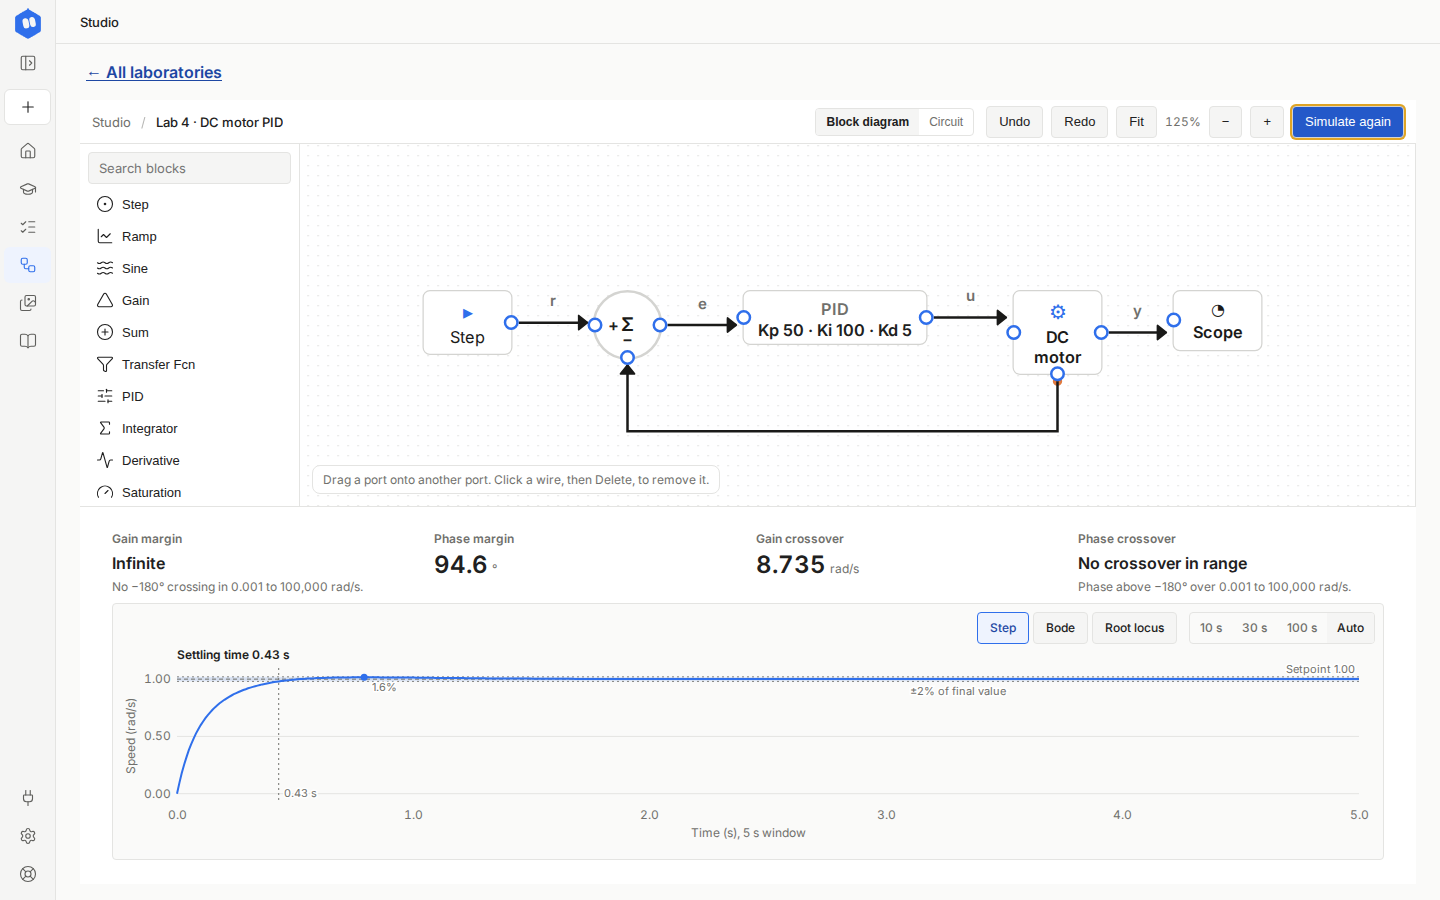 Studio
← All laboratories
Studio / Lab 4 · DC motor PID
Block diagram
Circuit
Undo
Redo
Fit
125%
−
+
Simulate again
Search blocks
Step
Ramp
Sine
Gain
Sum
Transfer Fcn
PID
Integrator
Derivative
Saturation
Step
r
+ Σ
−
e
PID
Kp 50 · Ki 100 · Kd 5
u
DC
motor
y
Scope
Drag a port onto another port. Click a wire, then Delete, to remove it.
Gain margin
Infinite
No −180° crossing in 0.001 to 100,000 rad/s.
Phase margin
94.6 °
Gain crossover
8.735 rad/s
Phase crossover
No crossover in range
Phase above −180° over 0.001 to 100,000 rad/s.
Step
Bode
Root locus
10 s
30 s
100 s
Auto
Settling time 0.43 s
Setpoint 1.00
1.00
1.6%
±2% of final value
Speed (rad/s)
0.50
0.00
0.43 s
0.0
1.0
2.0
3.0
4.0
5.0
Time (s), 5 s window